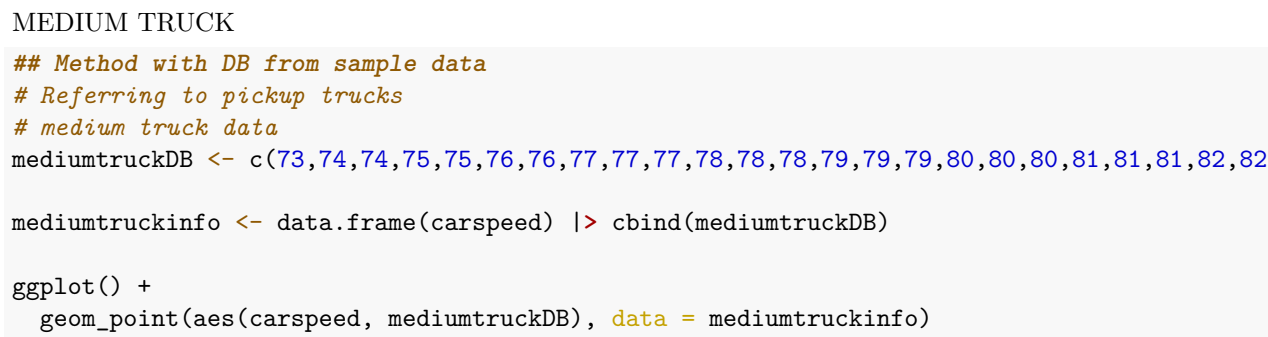 MEDIUM TRUCK
## Method with DB from sample data
# Referring to pickup trucks
# medium truck data
mediumtruckDB <- c(73,74,74,75,75,76,76,77,77,77,78,78,78,79,79,79,80,80,80,81,81,81,82,82
mediumtruckinfo <- data.frame(carspeed) |> cbind(mediumtruckDB)
ggplot() +
geom_point(aes(carspeed, mediumtruckDB), data = mediumtruckinfo)